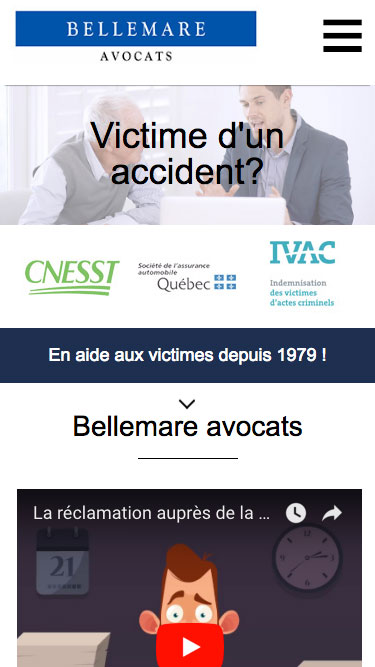 BELLEMARE
AVOCATS
Victime d'un
accident?
CNESST
Société de l'assurance
automobile
Québec
IVAC
Indemnisation
des victimes
d'actes criminels
En aide aux victimes depuis 1979 !
Bellemare avocats
La réclamation auprès de la ...
21